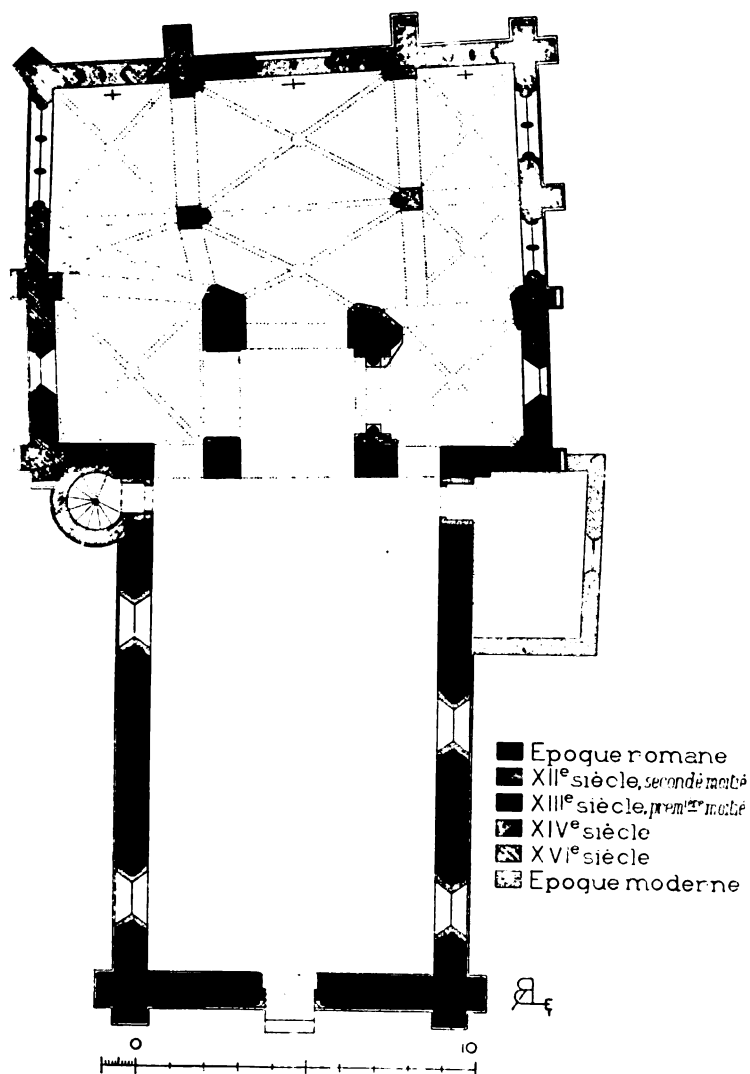 Epoque romane
XIIe siècle, seconde moitié
XIIIe siècle, première moitié
XIVe siècle
XVIe siècle
Epoque moderne
0 10